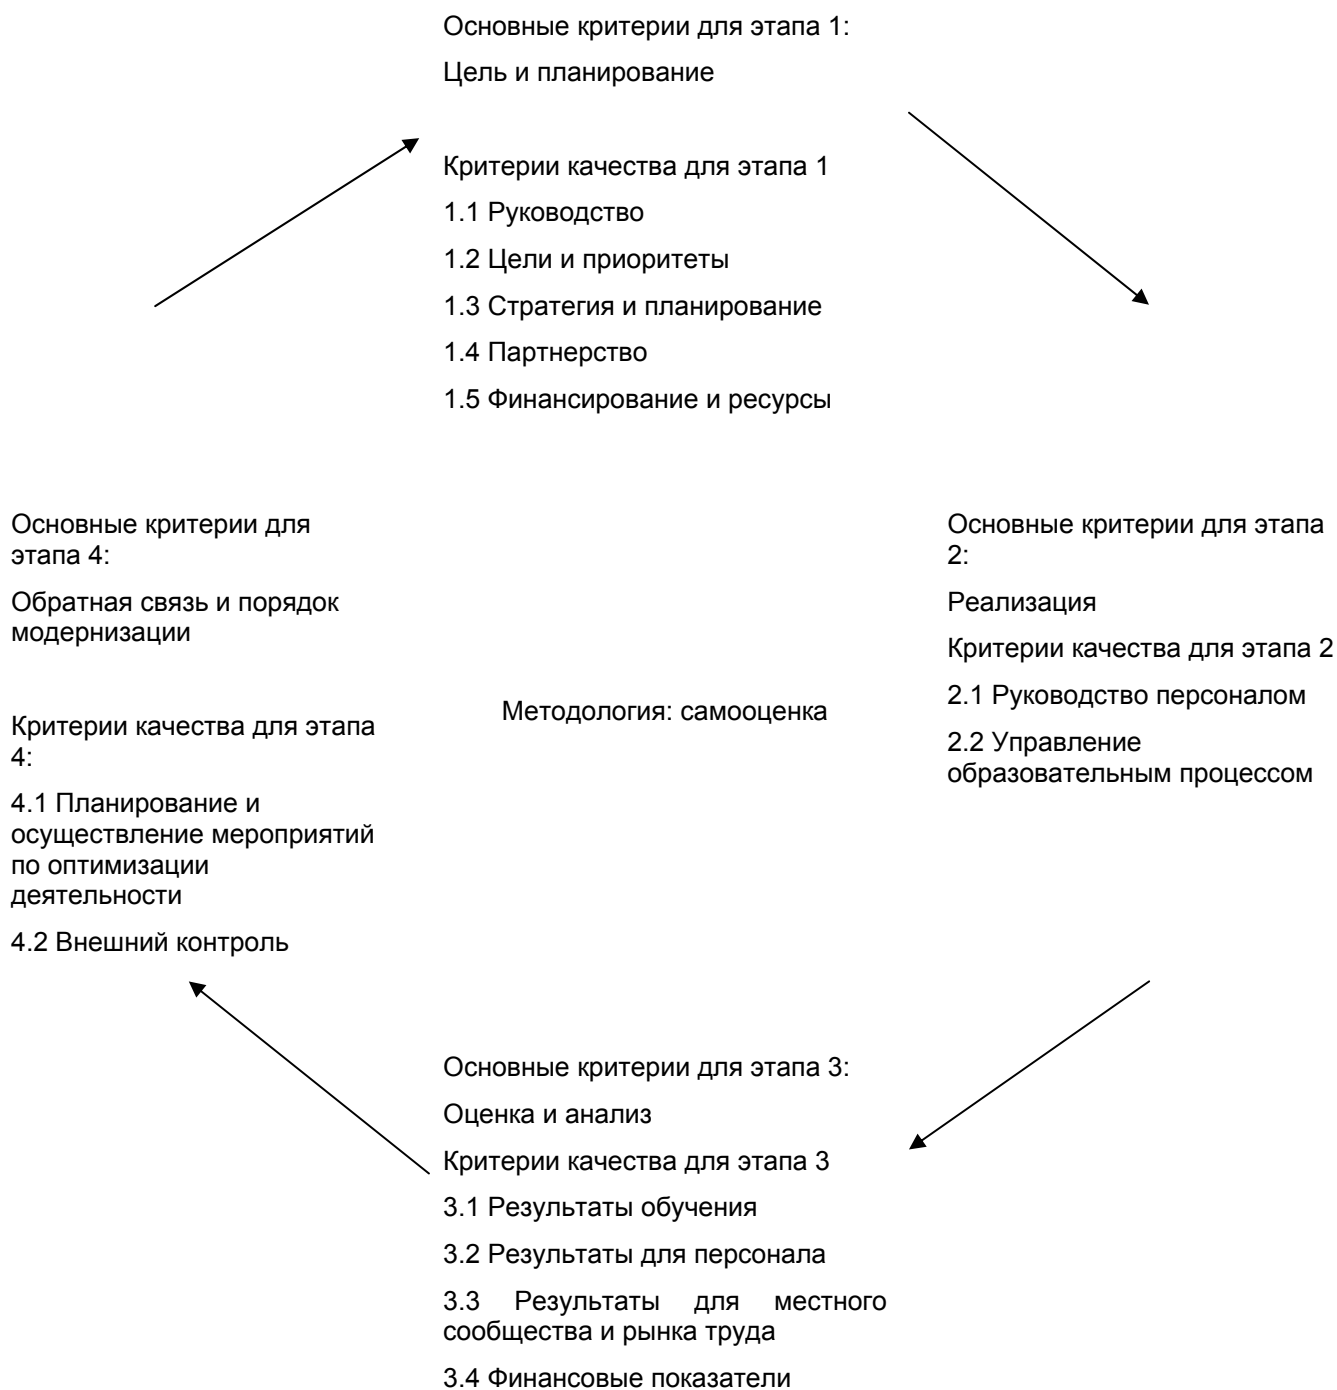 Основные критерии для этапа 1:
Цель и планирование
Критерии качества для этапа 1
1.1 Руководство
1.2 Цели и приоритеты
1.3 Стратегия и планирование
1.4 Партнерство
1.5 Финансирование и ресурсы
Основные критерии для
этапа 4:
Обратная связь и порядок
модернизации
Критерии качества для этапа
4:
4.1 Планирование и
осуществление мероприятий
по оптимизации
деятельности
4.2 Внешний контроль
Методология: самооценка
Основные критерии для этапа
2:
Реализация
Критерии качества для этапа 2
2.1 Руководство персоналом
2.2 Управление
образовательным процессом
Основные критерии для этапа 3:
Оценка и анализ
Критерии качества для этапа 3
3.1 Результаты обучения
3.2 Результаты для персонала
3.3 Результаты для местного
сообщества и рынка труда
3.4 Финансовые показатели